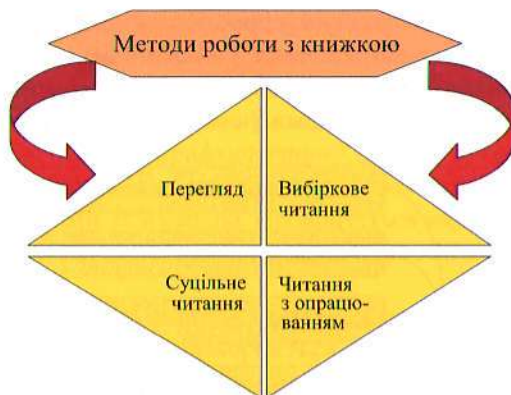 Методи роботи з книжкою
Перегляд
Вибіркове
читання
Суцільне
читання
Читання
з опрацю-
ванням